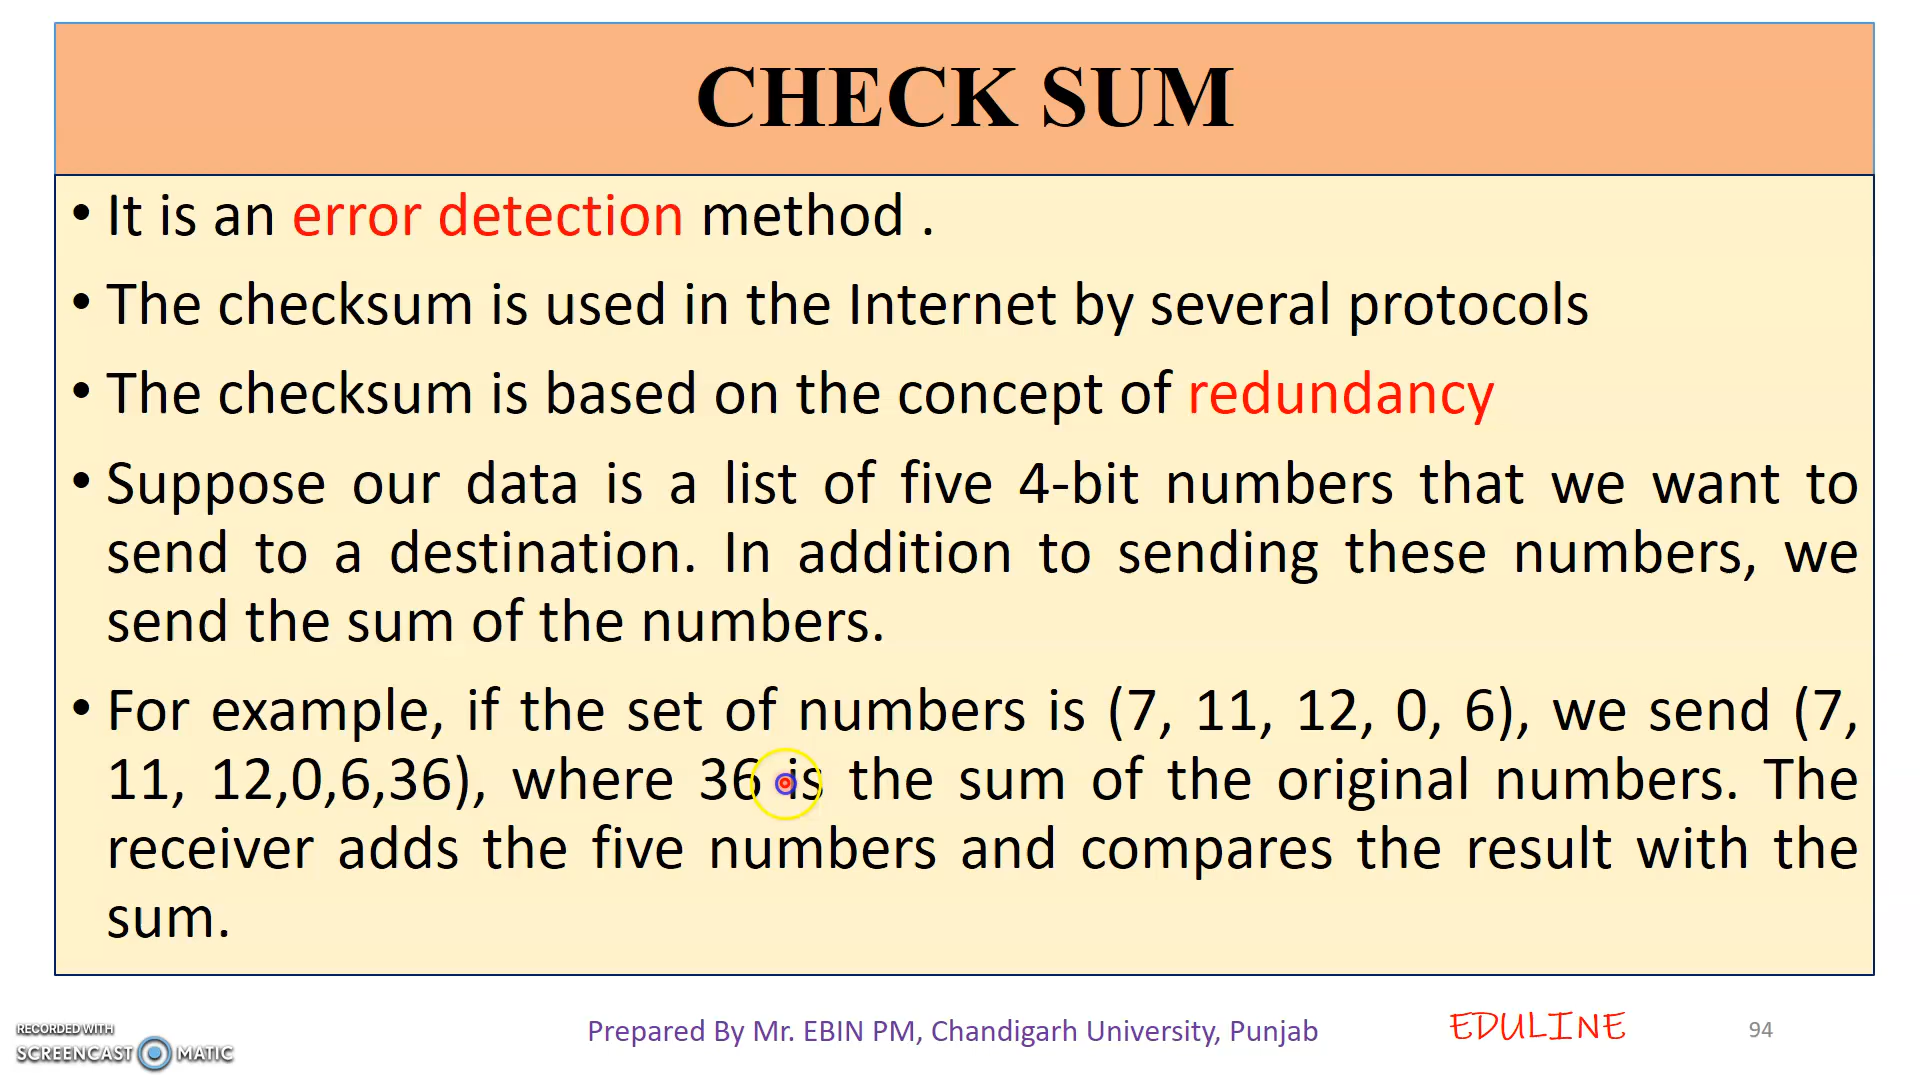 CHECK SUM
• It is an error detection method .
• The checksum is used in the Internet by several protocols
• The checksum is based on the concept of redundancy
• Suppose our data is a list of five 4-bit numbers that we want to
send to a destination. In addition to sending these numbers, we
send the sum of the numbers.
• For example, if the set of numbers is (7, 11, 12, 0, 6), we send (7,
11, 12,0,6,36), where 36 is the sum of the original numbers. The
receiver adds the five numbers and compares the result with the
sum.
RECORDED WITH
SCREENCAST MATIC
Prepared By Mr. EBIN PM, Chandigarh University, Punjab
EDULINE
94